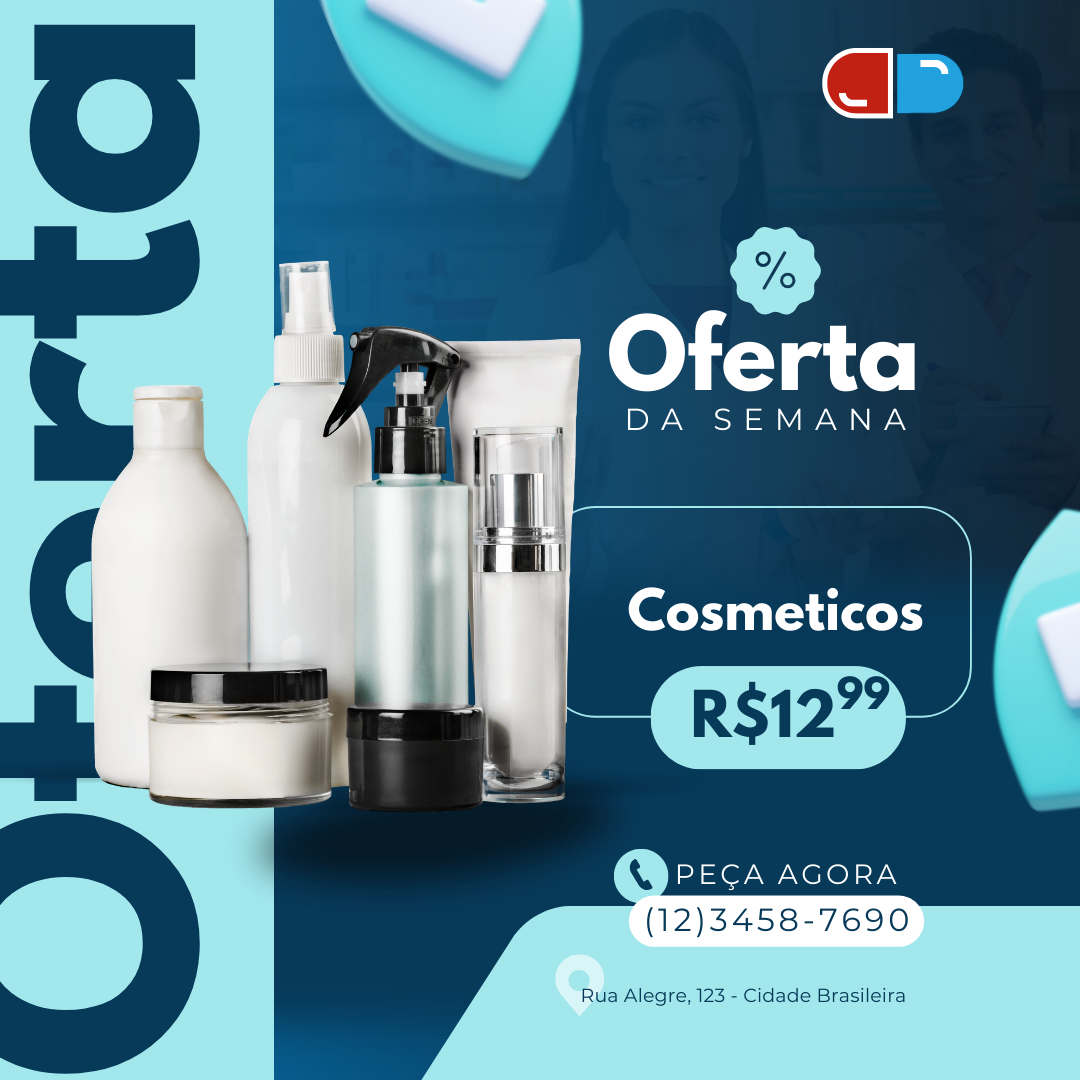 Oferta
%
Oferta
DA SEMANA
Cosmeticos
R$12⁹⁹
PEÇA AGORA
(12)3458-7690
Rua Alegre, 123 - Cidade Brasileira